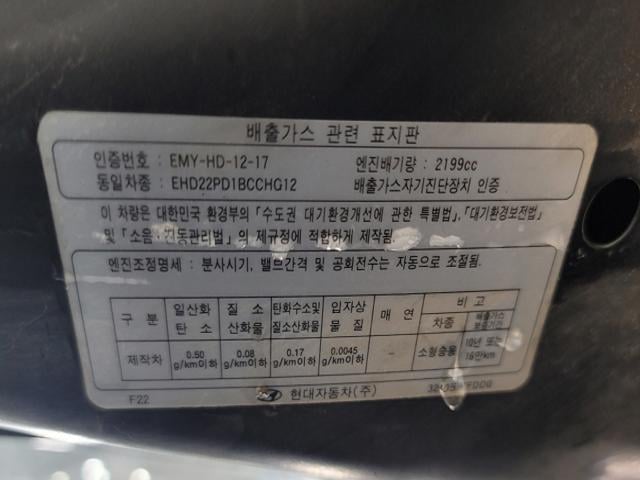 배출가스 관련 표지판
인증번호 : EMY-HD-12-17 엔진배기량 : 2199cc
동일차종 : EHD22PD1BCCHG12 배출가스자기진단장치 인증
이 차량은 대한민국 환경부의 「수도권 대기환경개선에 관한 특별법」, 「대기환경보전법」
및 「소음·진동관리법」의 제규정에 적합하게 제작됨.
엔진조정명세 : 분사시기, 밸브간격 및 공회전수는 자동으로 조절됨.
구 분 일산화 탄 소 질 소 산화물 탄화수소및 질소산화물 입자상 물 질 매 연 비 고
차종 배출가스 보증기간
제작차 0.50 g/km이하 0.08 g/km이하 0.17 g/km이하 0.0045 g/km이하 - 소형승용 10년 또는 16만km
F22 현대자동차(주)